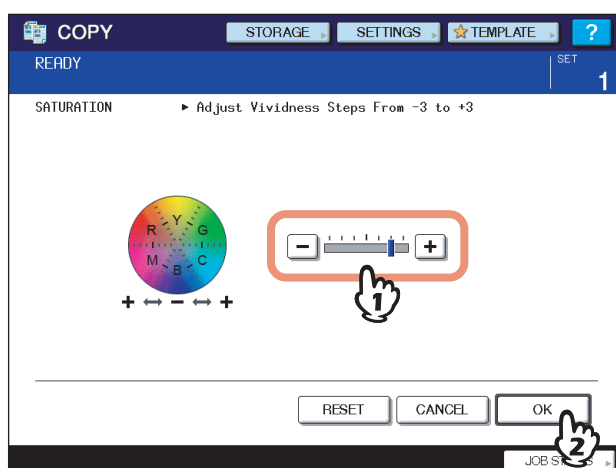 COPY STORAGE SETTINGS TEMPLATE ?
READY SET
1
SATURATION ► Adjust Vividness Steps From -3 to +3
Y
R G
M C
B
− +
+ ↔ − ↔ +
1
RESET CANCEL OK
2
JOB